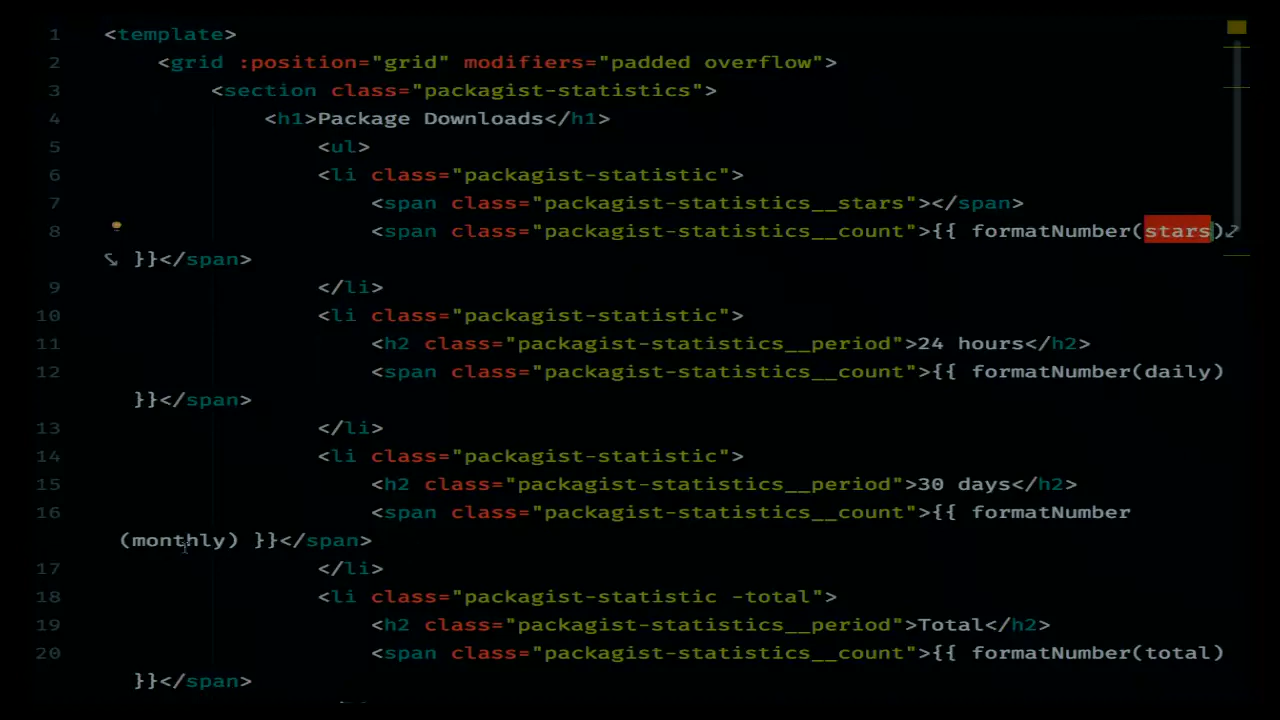 1 <template>
2 <grid :position="grid" modifiers="padded overflow">
3 <section class="packagist-statistics">
4 <h1>Package Downloads</h1>
5 <ul>
6 <li class="packagist-statistic">
7 <span class="packagist-statistics__stars"></span>
8 <span class="packagist-statistics__count">{{ formatNumber(stars)
}}</span>
9 </li>
10 <li class="packagist-statistic">
11 <h2 class="packagist-statistics__period">24 hours</h2>
12 <span class="packagist-statistics__count">{{ formatNumber(daily)
}}</span>
13 </li>
14 <li class="packagist-statistic">
15 <h2 class="packagist-statistics__period">30 days</h2>
16 <span class="packagist-statistics__count">{{ formatNumber
(monthly) }}</span>
17 </li>
18 <li class="packagist-statistic -total">
19 <h2 class="packagist-statistics__period">Total</h2>
20 <span class="packagist-statistics__count">{{ formatNumber(total)
}}</span>